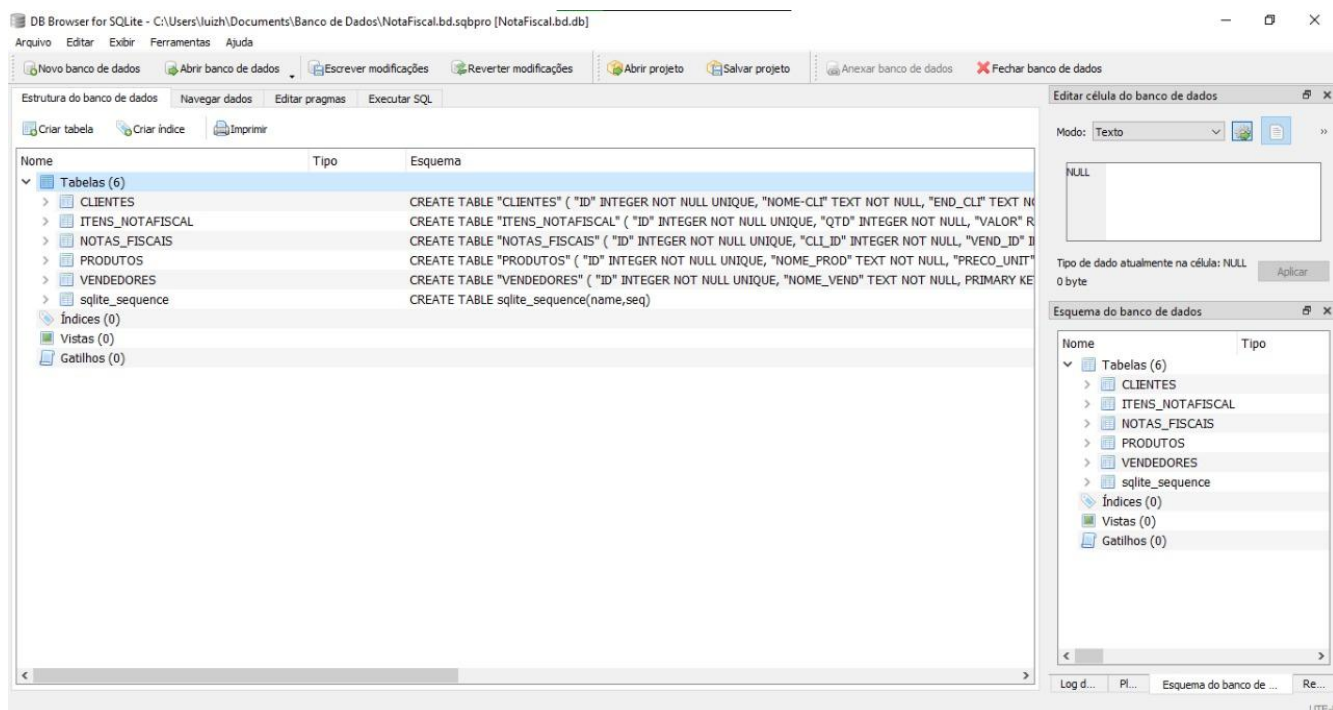 DB Browser for SQLite - C:\Users\luizh\Documents\Banco de Dados\NotaFiscal.bd.sqbpro [NotaFiscal.bd.db]
Arquivo Editar Exibir Ferramentas Ajuda
Novo banco de dados Abrir banco de dados Escrever modificações Reverter modificações Abrir projeto Salvar projeto Anexar banco de dados Fechar banco de dados
Estrutura do banco de dados Navegar dados Editar pragmas Executar SQL
Criar tabela Criar índice Imprimir
Nome Tipo Esquema
Tabelas (6)
CLIENTES CREATE TABLE "CLIENTES" ( "ID" INTEGER NOT NULL UNIQUE, "NOME-CLI" TEXT NOT NULL, "END_CLI" TEXT
ITENS_NOTAFISCAL CREATE TABLE "ITENS_NOTAFISCAL" ( "ID" INTEGER NOT NULL UNIQUE, "QTD" INTEGER NOT NULL, "VALOR" R
NOTAS_FISCAIS CREATE TABLE "NOTAS_FISCAIS" ( "ID" INTEGER NOT NULL UNIQUE, "CLI_ID" INTEGER NOT NULL, "VEND_ID"
PRODUTOS CREATE TABLE "PRODUTOS" ( "ID" INTEGER NOT NULL UNIQUE, "NOME_PROD" TEXT NOT NULL, "PRECO_UNIT"
VENDEDORES CREATE TABLE "VENDEDORES" ( "ID" INTEGER NOT NULL UNIQUE, "NOME_VEND" TEXT NOT NULL, PRIMARY KE
sqlite_sequence CREATE TABLE sqlite_sequence(name,seq)
Índices (0)
Vistas (0)
Gatilhos (0)
Editar célula do banco de dados
Modo: Texto
NULL
Tipo de dado atualmente na célula: NULL
0 byte
Aplicar
Esquema do banco de dados
Nome Tipo
Tabelas (6)
CLIENTES
ITENS_NOTAFISCAL
NOTAS_FISCAIS
PRODUTOS
VENDEDORES
sqlite_sequence
Índices (0)
Vistas (0)
Gatilhos (0)
Log d... Pl... Esquema do banco de ... Re...